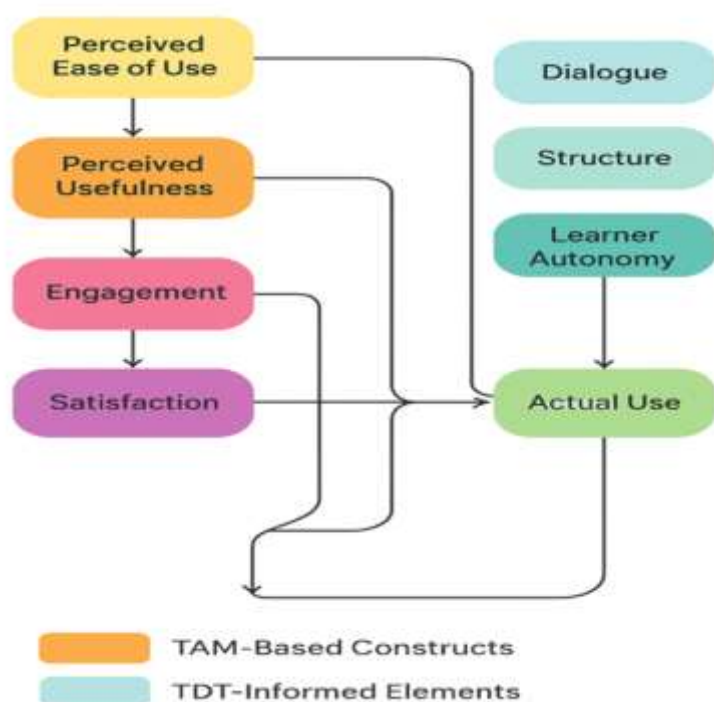 Perceived
Ease of Use
Perceived
Usefulness
Engagement
Satisfaction
Dialogue
Structure
Learner
Autonomy
Actual Use
TAM-Based Constructs
TDT-Informed Elements